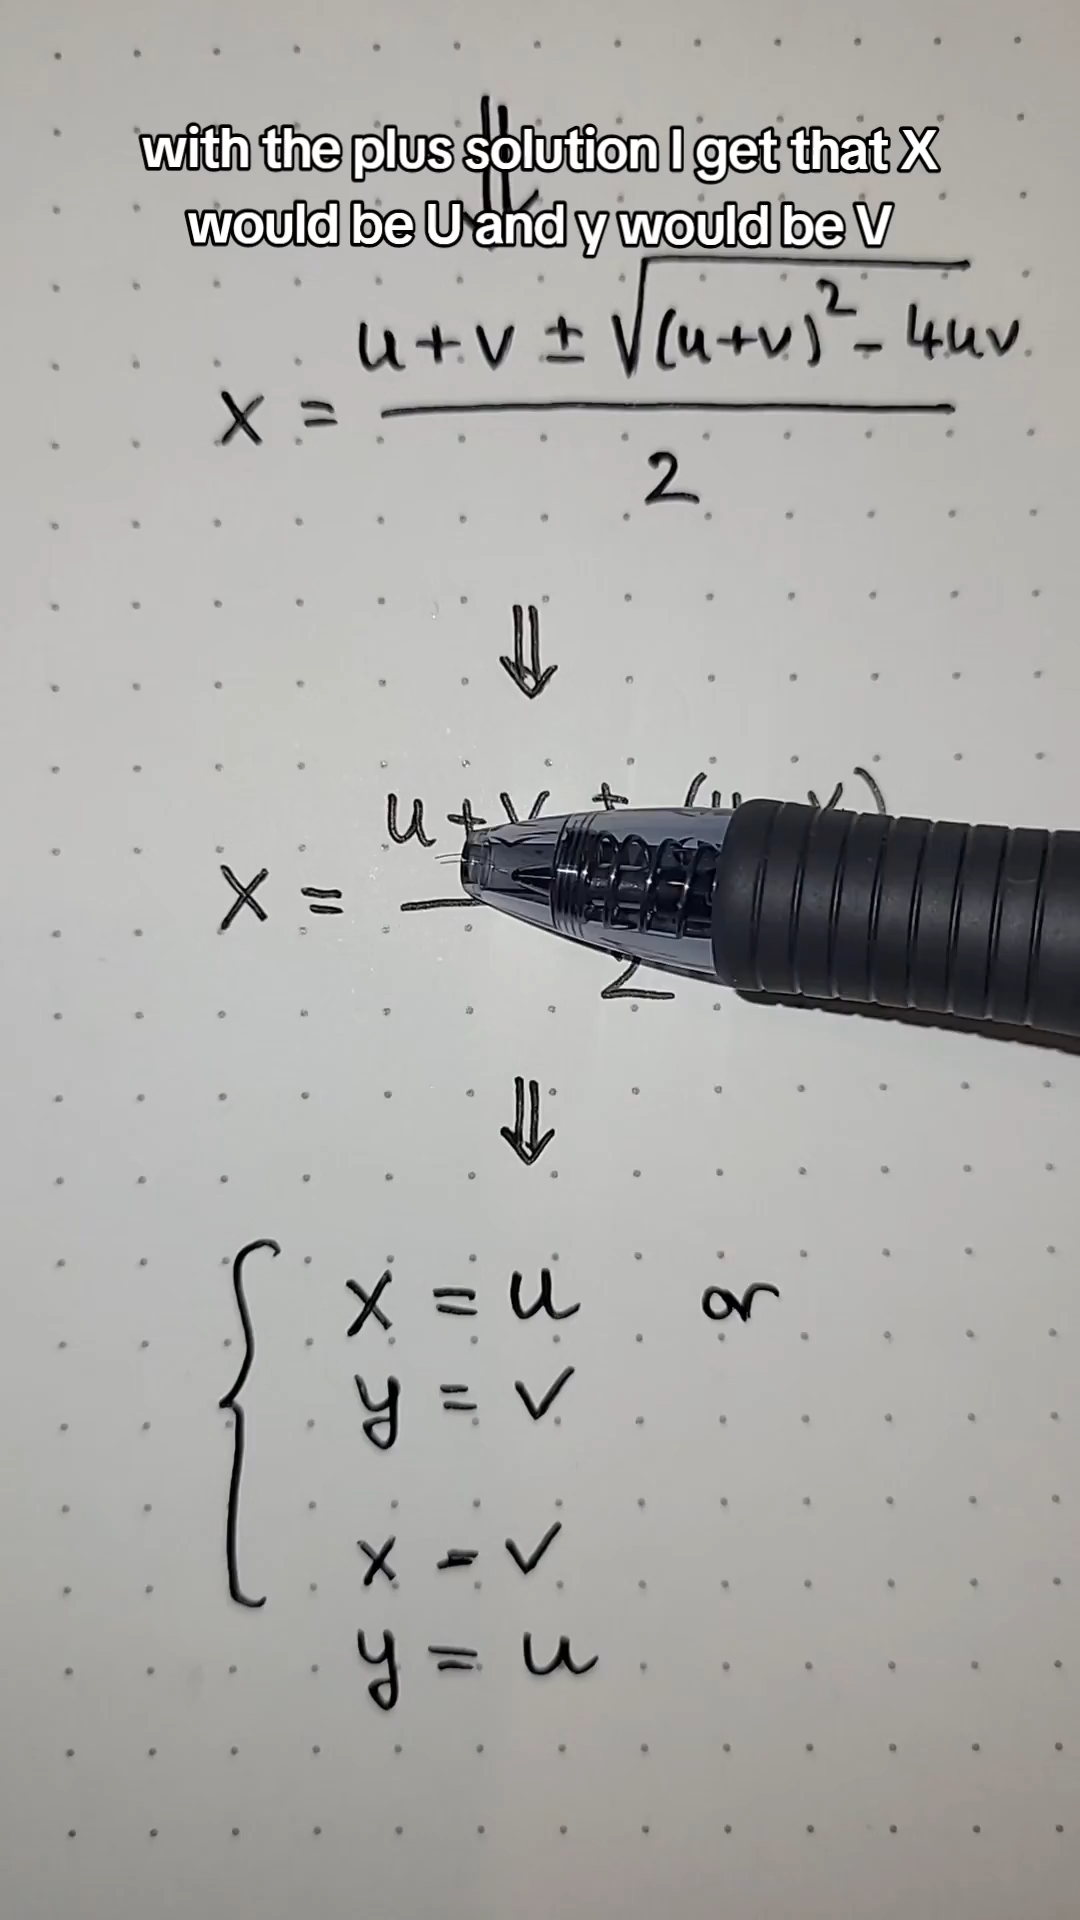 with the plus solution I get that X
would be U and y would be V
⇓
x = (u+v ± √((u+v)² - 4uv)) / 2
⇓
x = u+v 2
⇓
x = u or
y = v
x = v
y = u